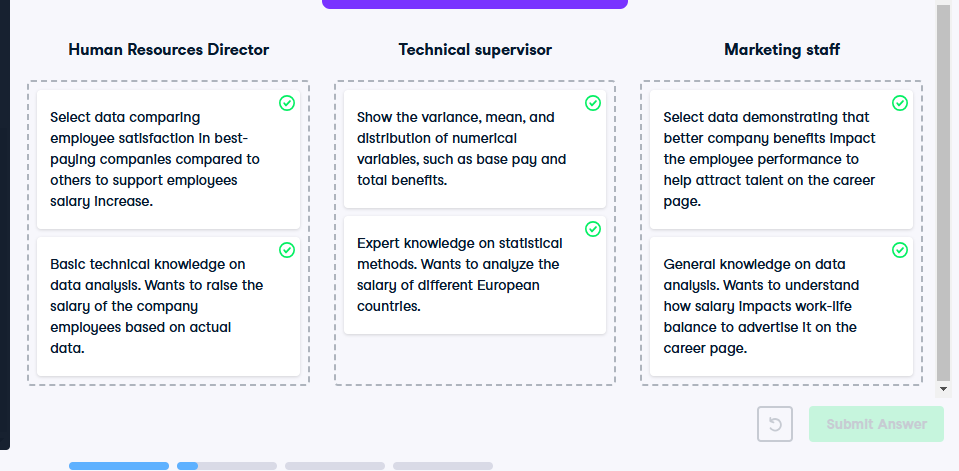 Human Resources Director
Select data comparing
employee satisfaction in best-
paying companies compared to
others to support employees
salary increase.
Basic technical knowledge on
data analysis. Wants to raise the
salary of the company
employees based on actual
data.
Technical supervisor
Show the variance, mean, and
distribution of numerical
variables, such as base pay and
total benefits.
Expert knowledge on statistical
methods. Wants to analyze the
salary of different European
countries.
Marketing staff
Select data demonstrating that
better company benefits impact
the employee performance to
help attract talent on the career
page.
General knowledge on data
analysis. Wants to understand
how salary impacts work-life
balance to advertise it on the
career page.
Submit Answer